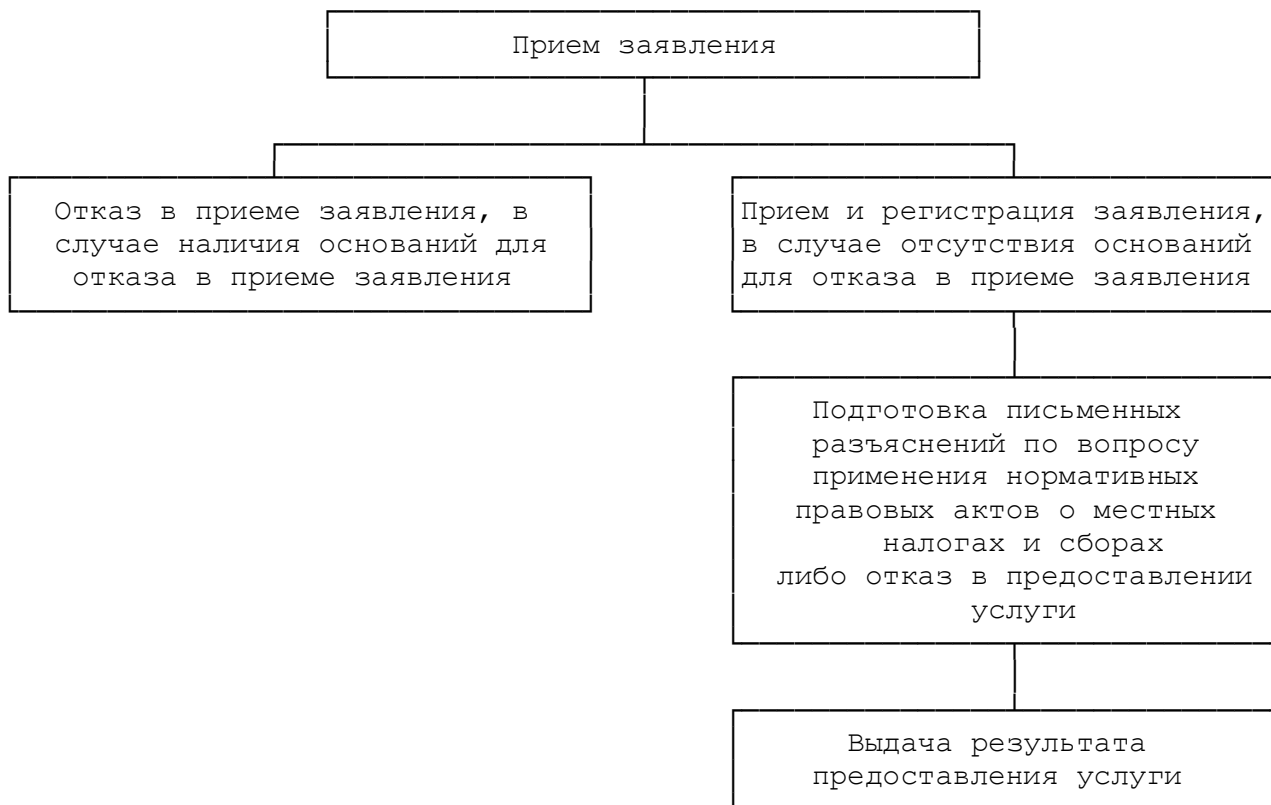 Прием заявления
Отказ в приеме заявления, в
случае наличия оснований для
отказа в приеме заявления
Прием и регистрация заявления,
в случае отсутствия оснований
для отказа в приеме заявления
Подготовка письменных
разъяснений по вопросу
применения нормативных
правовых актов о местных
налогах и сборах
либо отказ в предоставлении
услуги
Выдача результата
предоставления услуги